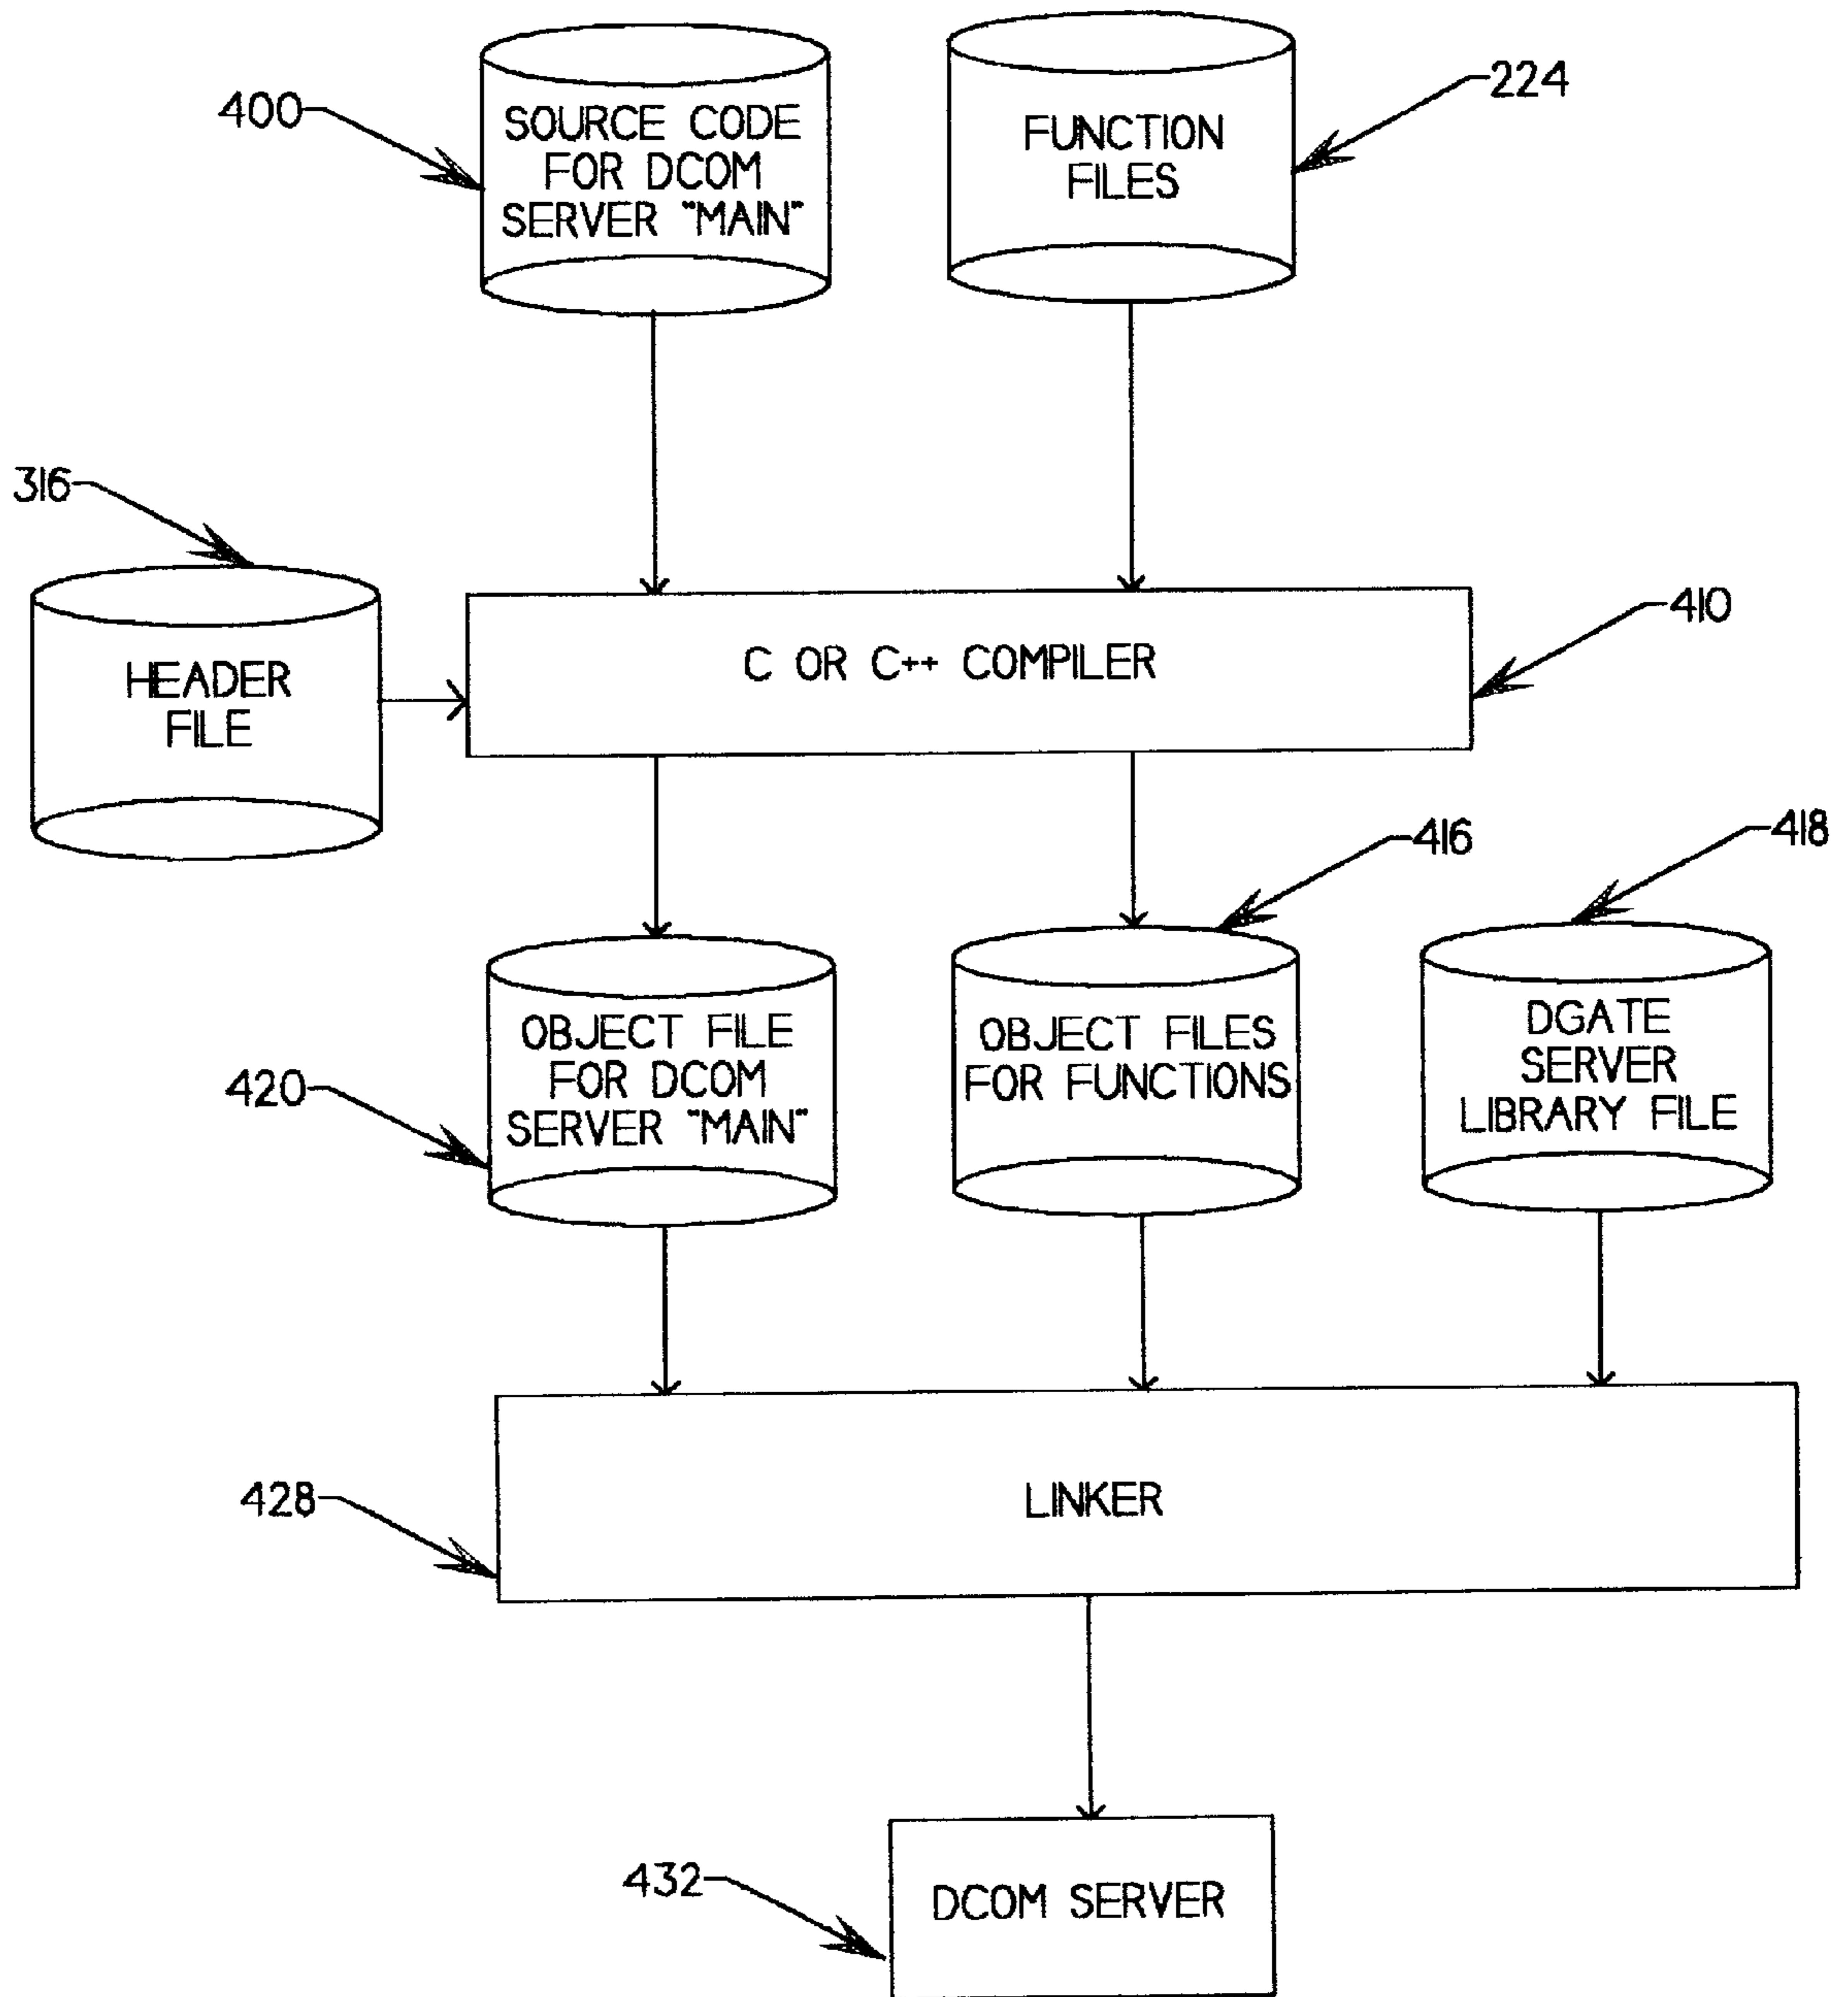 400
SOURCE CODE
FOR DCOM
SERVER "MAIN"
FUNCTION
FILES
224
316
HEADER
FILE
C OR C++ COMPILER
410
416
418
420
OBJECT FILE
FOR DCOM
SERVER "MAIN"
OBJECT FILES
FOR FUNCTIONS
DGATE
SERVER
LIBRARY FILE
428
LINKER
432
DCOM SERVER